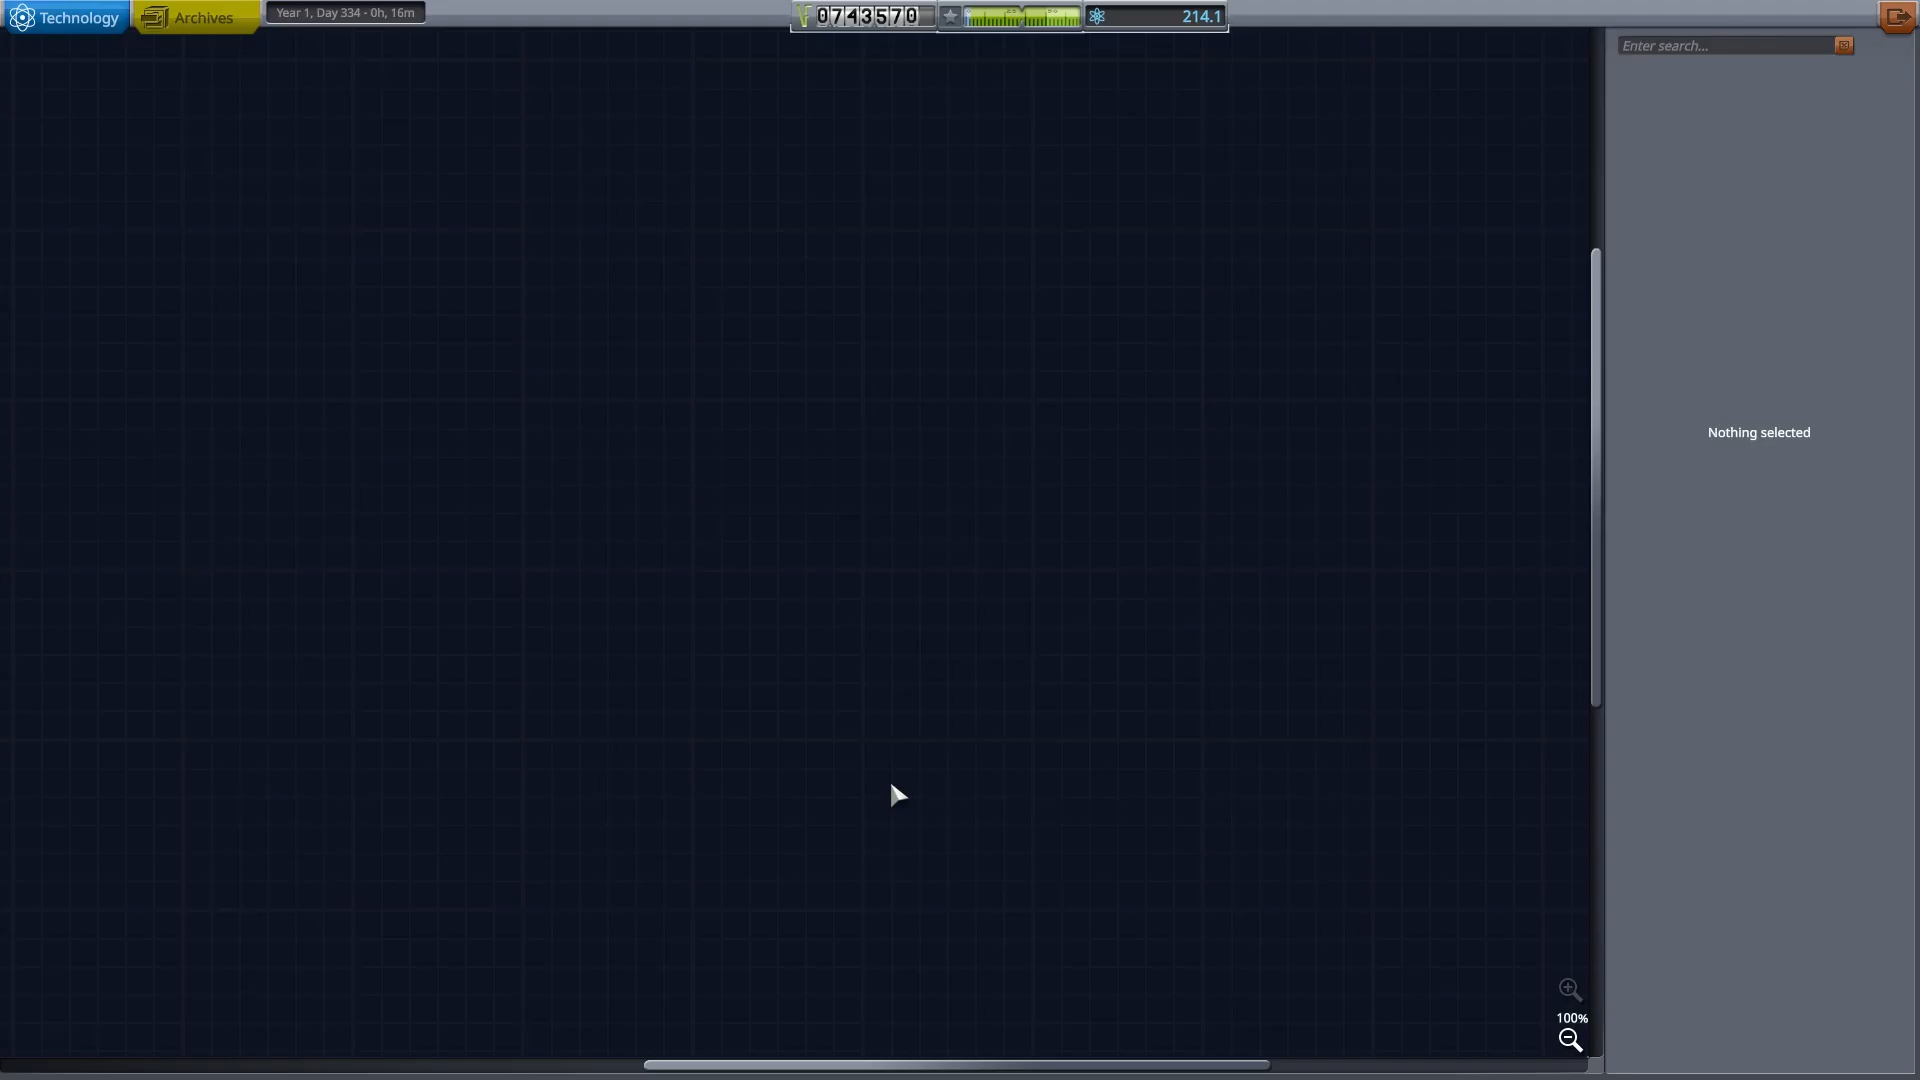 Technology
Archives
Year 1, Day 334 - 0h, 16m
0743570
214.1
Enter search...
Nothing selected
100%